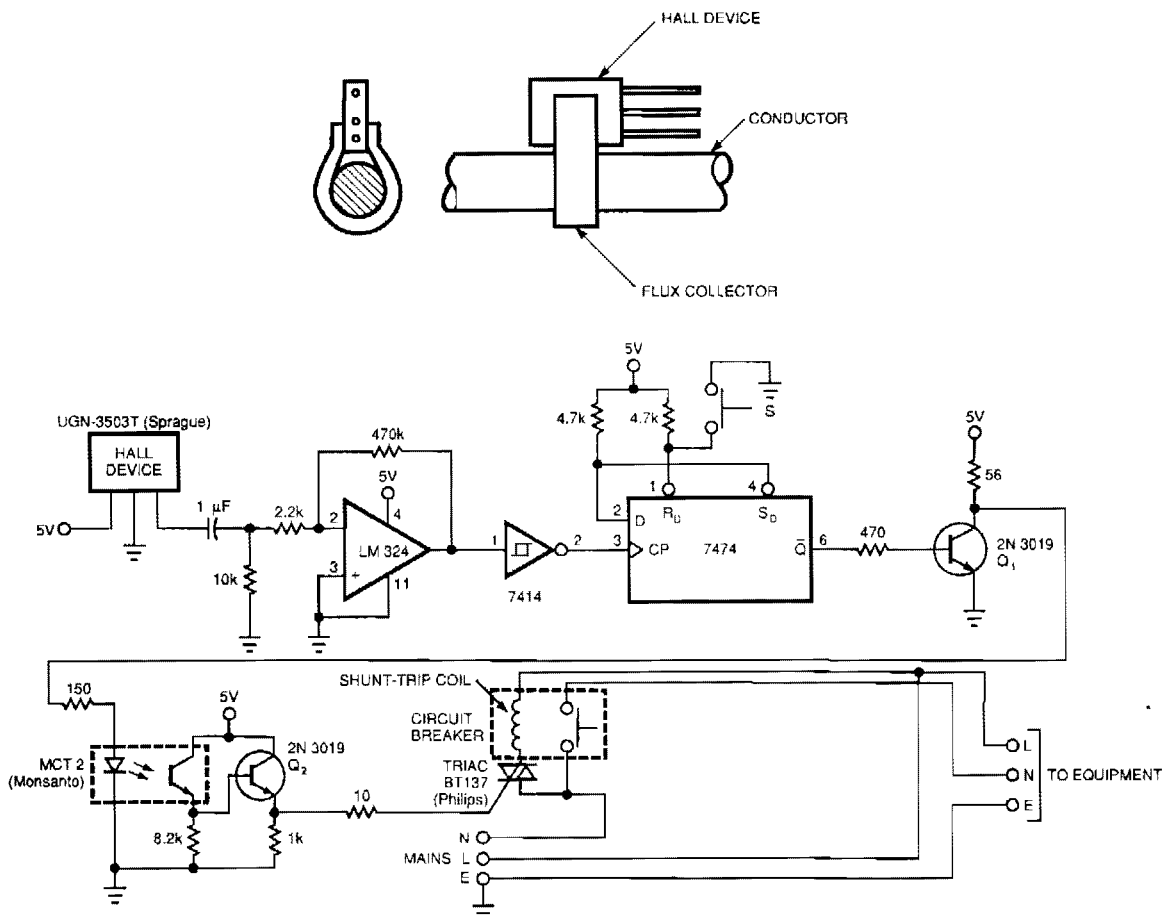 HALL DEVICE
CONDUCTOR
FLUX COLLECTOR
UGN-3503T (Sprague)
HALL
DEVICE
5V
1 μF
10k
2.2k
470k
5V
2
3
+
4
11
LM 324
1
2
7414
5V
4.7k
4.7k
S
1
4
2
D
RD
SD
3
CP
7474
Q̅
6
470
5V
56
2N 3019
Q1
150
MCT 2
(Monsanto)
5V
2N 3019
Q2
8.2k
1k
10
SHUNT-TRIP COIL
CIRCUIT
BREAKER
TRIAC
BT137
(Philips)
N
MAINS L
E
L
N
E
TO EQUIPMENT